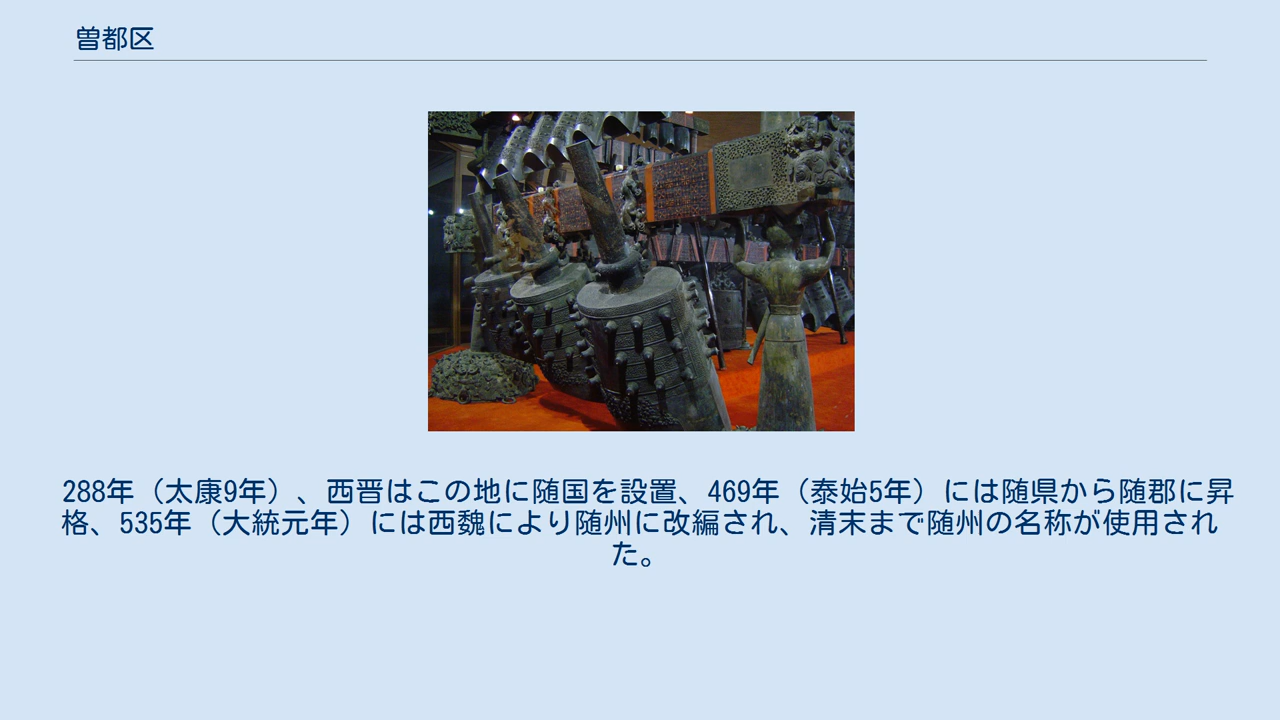 曽都区
288年（太康9年）、西晋はこの地に随国を設置、469年（泰始5年）には随県から随郡に昇
格、535年（大統元年）には西魏により随州に改編され、清末まで随州の名称が使用され
た。